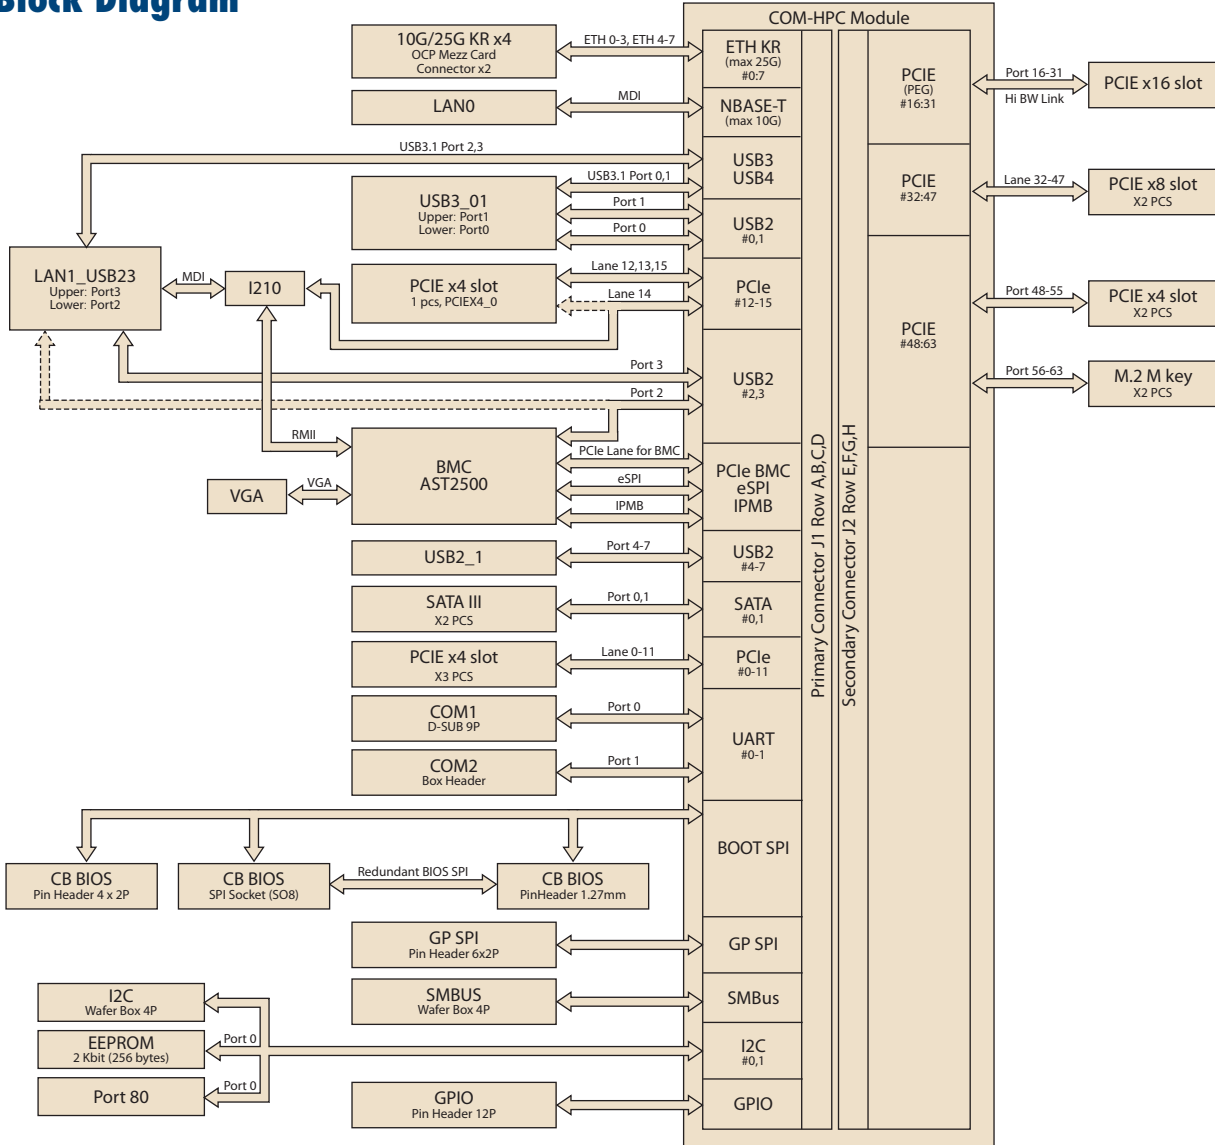 Block Diagram
COM-HPC Module
10G/25G KR x4
OCP Mezz Card
Connector x2
ETH 0-3, ETH 4-7
ETH KR
(max 25G)
#0:7
LAN0
MDI
NBASE-T
(max 10G)
USB3.1 Port 2,3
USB3
USB4
USB3_01
Upper: Port1
Lower: Port0
USB3.1 Port 0,1
Port 1
Port 0
USB2
#0,1
LAN1_USB23
Upper: Port3
Lower: Port2
MDI
I210
PCIE x4 slot
1 pcs, PCIEX4_0
Lane 12,13,15
Lane 14
PCIe
#12-15
Port 3
Port 2
USB2
#2,3
RMII
VGA
VGA
BMC
AST2500
PCIe Lane for BMC
eSPI
IPMB
PCIe BMC
eSPI
IPMB
USB2_1
Port 4-7
USB2
#4-7
SATA III
X2 PCS
Port 0,1
SATA
#0,1
PCIE x4 slot
X3 PCS
Lane 0-11
PCIe
#0-11
COM1
D-SUB 9P
Port 0
COM2
Box Header
Port 1
UART
#0-1
BOOT SPI
CB BIOS
Pin Header 4 x 2P
CB BIOS
SPI Socket (SO8)
Redundant BIOS SPI
CB BIOS
PinHeader 1.27mm
GP SPI
Pin Header 6x2P
GP SPI
SMBUS
Wafer Box 4P
SMBus
I2C
Wafer Box 4P
EEPROM
2 Kbit (256 bytes)
Port 0
Port 80
Port 0
I2C
#0,1
GPIO
Pin Header 12P
GPIO
Primary Connector J1 Row A,B,C,D
Secondary Connector J2 Row E,F,G,H
PCIE
(PEG)
#16:31
Port 16-31
Hi BW Link
PCIE x16 slot
PCIE
#32:47
Lane 32-47
PCIE x8 slot
X2 PCS
PCIE
#48:63
Port 48-55
PCIE x4 slot
X2 PCS
Port 56-63
M.2 M key
X2 PCS